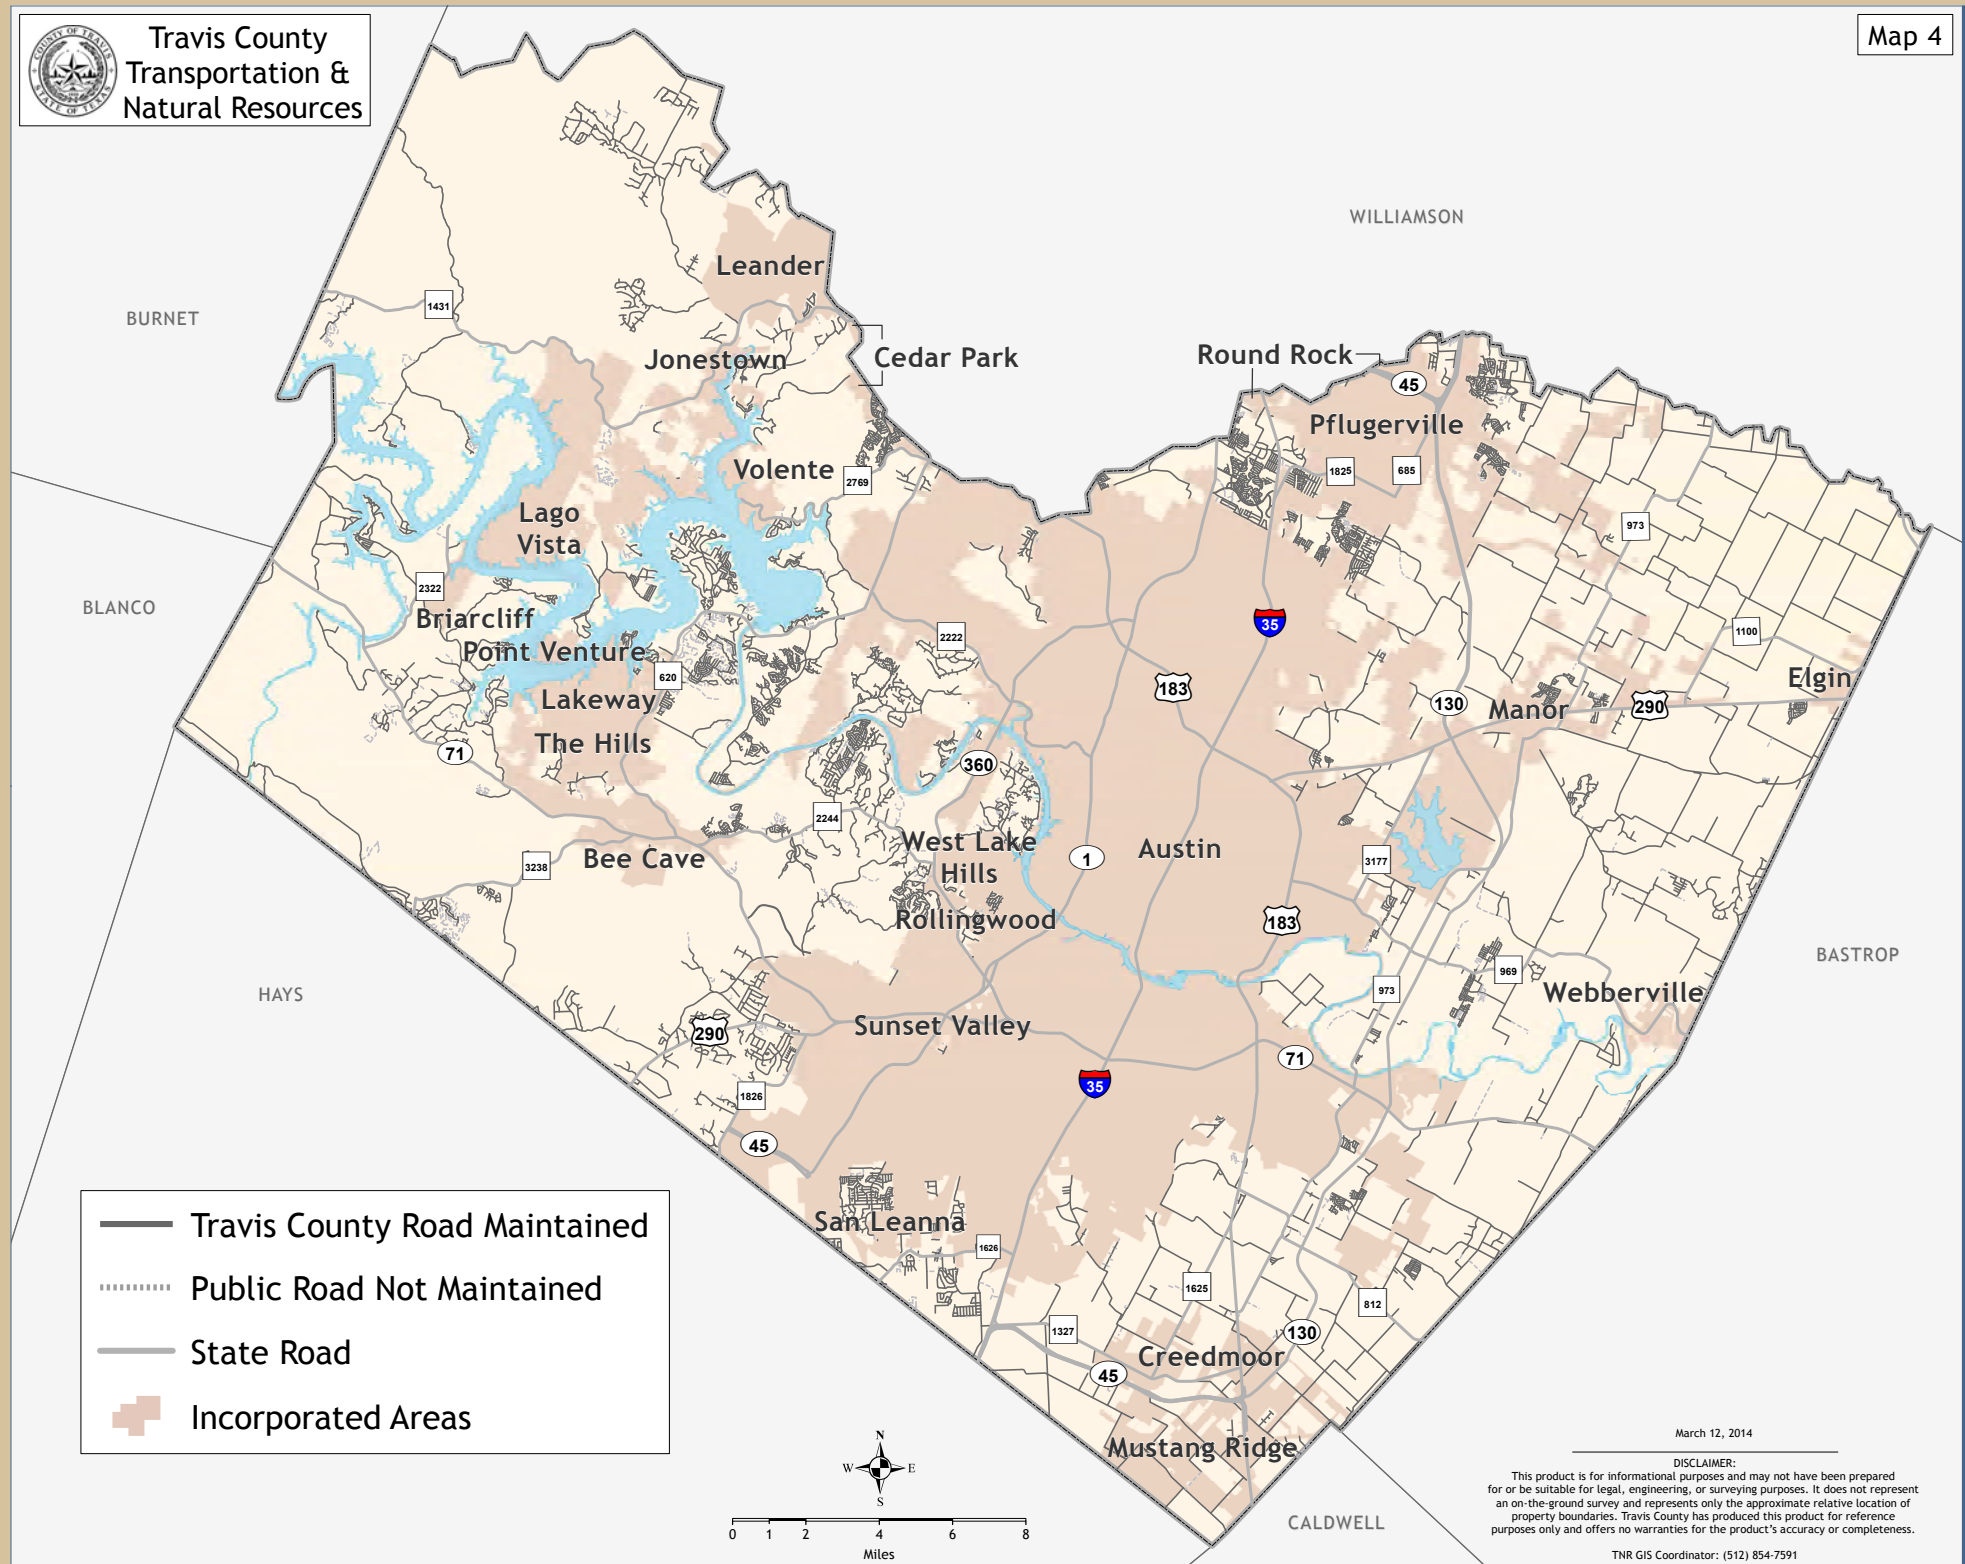 Travis County
Transportation &
Natural Resources
COUNTY OF TRAVIS
STATE OF TEXAS
Map 4
WILLIAMSON
BURNET
BLANCO
HAYS
BASTROP
CALDWELL
Leander
1431
Jonestown
Cedar Park
Round Rock
45
Pflugerville
Volente
2769
1825
685
Lago
Vista
973
2322
Briarcliff
35
2222
1100
Point Venture
620
Elgin
183
Lakeway
130
Manor
290
The Hills
71
360
2244
West Lake
Hills
1
Austin
Bee Cave
3238
3177
Rollingwood
183
969
973
Webberville
290
Sunset Valley
71
35
1826
45
San Leanna
1626
1625
812
1327
130
Creedmoor
45
Mustang Ridge
Travis County Road Maintained
Public Road Not Maintained
State Road
Incorporated Areas
N
W E
S
0 1 2 4 6 8
Miles
March 12, 2014
DISCLAIMER:
This product is for informational purposes and may not have been prepared
for or be suitable for legal, engineering, or surveying purposes. It does not represent
an on-the-ground survey and represents only the approximate relative location of
property boundaries. Travis County has produced this product for reference
purposes only and offers no warranties for the product's accuracy or completeness.
TNR GIS Coordinator: (512) 854-7591